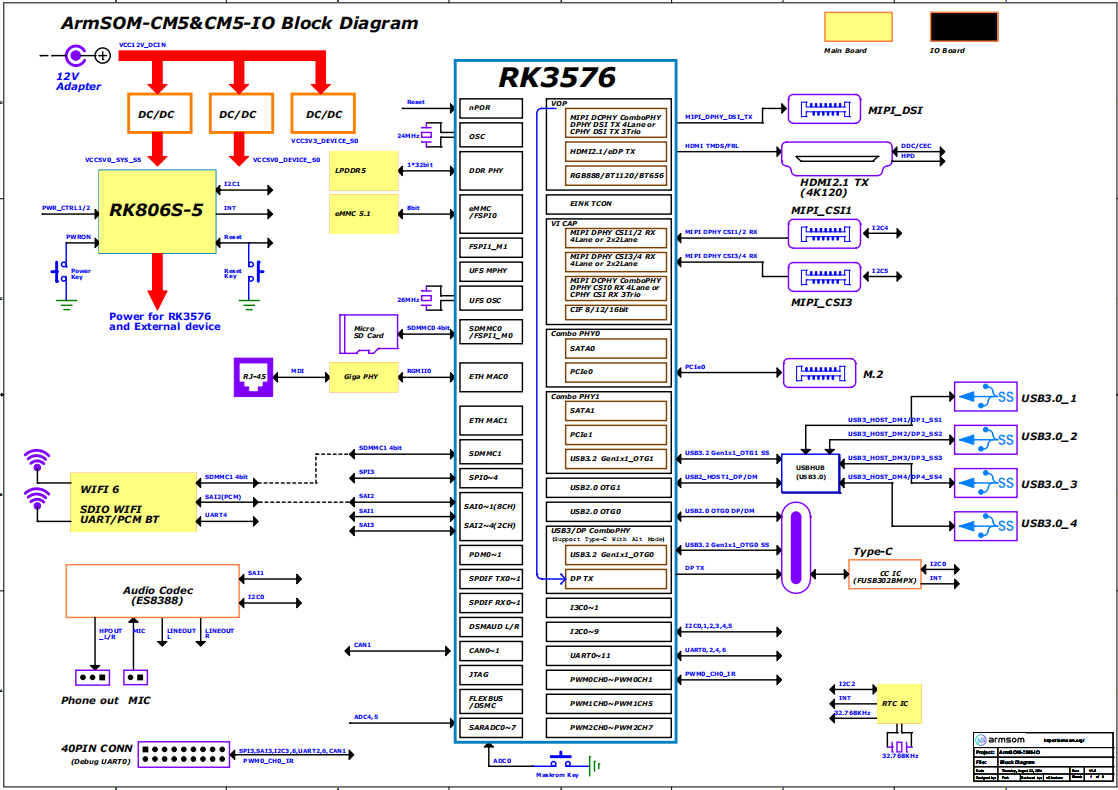 ArmSOM-CM5&CM5-IO Block Diagram
Main Board
IO Board
VCC12V_DCIN
12V
Adapter
DC/DC
DC/DC
DC/DC
VCC3V3_DEVICE_S0
VCC5V0_SYS_S5
VCC5V0_DEVICE_S0
RK806S-5
PWR_CTRL1/2
PWRON
I2C1
INT
Reset
Power
Key
Reset
Key
Power for RK3576
and External device
RK3576
Reset
nPOR
24MHz
OSC
LPDDR5
1*32bit
DDR PHY
eMMC 5.1
8bit
eMMC
/FSPI0
FSPI1_M1
UFS MPHY
26MHz
UFS OSC
Micro
SD Card
SDMMC0 4bit
SDMMC0
/FSPI1_M0
RJ-45
MDI
Giga PHY
RGMII0
ETH MAC0
ETH MAC1
SDMMC1 4bit
SDMMC1
SPI3
SPI0~4
SAI2
SAI1
SAI3
SAI0~1(8CH)
SAI2~4(2CH)
WIFI 6
SDIO WIFI
UART/PCM BT
SDMMC1 4bit
SAI2(PCM)
UART4
PDM0~1
SPDIF TX0~1
SPDIF RX0~1
DSMAUD L/R
CAN1
CAN0~1
JTAG
FLEXBUS
/DSMC
ADC4,5
SARADC0~7
Audio Codec
(ES8388)
SAI1
I2C0
HPOUT
_L/R
MIC
LINEOUT
L
LINEOUT
R
Phone out
MIC
40PIN CONN
(Debug UART0)
SPI3,SAI3,I2C3,6,UART2,6,CAN1
PWM0_CH0_IR
ADC0
Maskrom Key
VOP
MIPI DCPHY ComboPHY
DPHY DSI TX 4Lane or
CPHY DSI TX 3Trio
HDMI2.1/eDP TX
RGB888/BT1120/BT656
EINK TCON
VI CAP
MIPI DPHY CSI1/2 RX
4Lane or 2x2Lane
MIPI DPHY CSI3/4 RX
4Lane or 2x2Lane
MIPI DCPHY ComboPHY
DPHY CSI0 RX 4Lane or
CPHY CSI RX 3Trio
CIF 8/12/16bit
Combo PHY0
SATA0
PCIe0
Combo PHY1
SATA1
PCIe1
USB3.2 Gen1x1_OTG1
USB2.0 OTG1
USB2.0 OTG0
USB3/DP ComboPHY
(Support Type-C With Alt Mode)
USB3.2 Gen1x1_OTG0
DP TX
I3C0~1
I2C0~9
UART0~11
PWM0CH0~PWM0CH1
PWM1CH0~PWM1CH5
PWM2CH0~PWM2CH7
MIPI_DPHY_DSI_TX
MIPI_DSI
HDMI TMDS/FRL
DDC/CEC
HPD
HDMI2.1 TX
(4K120)
MIPI_CSI1
MIPI DPHY CSI1/2 RX
I2C4
MIPI DPHY CSI3/4 RX
I2C5
MIPI_CSI3
PCIe0
M.2
USB3.2 Gen1x1_OTG1 SS
USB2_HOST1_DP/DM
USBHUB
(USB3.0)
USB3_HOST_DM1/DP1_SS1
USB3_HOST_DM2/DP2_SS2
USB3_HOST_DM3/DP3_SS3
USB3_HOST_DM4/DP4_SS4
SS
USB3.0_1
SS
USB3.0_2
SS
USB3.0_3
SS
USB3.0_4
USB2.0 OTG0 DP/DM
USB3.2 Gen1x1_OTG0 SS
DP TX
Type-C
CC IC
(FUSB302BMPX)
I2C0
INT
I2C0,1,2,3,4,5
UART0,2,4,6
PWM0_CH0_IR
I2C2
INT
32.768KHz
RTC IC
32.768KHz
armsom
Project:
ArmSOM-CM5-IO
File:
Block Diagram